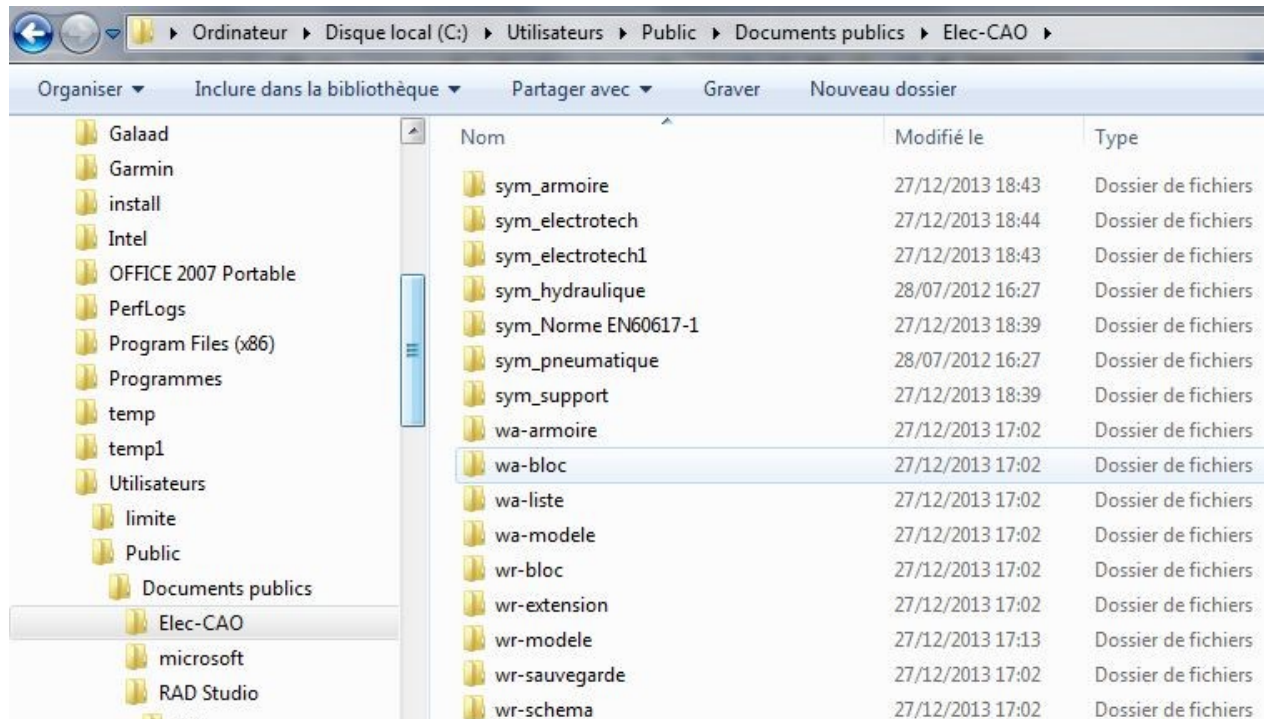 Ordinateur Disque local (C:) Utilisateurs Public Documents publics Elec-CAO
Organiser Inclure dans la bibliothèque Partager avec Graver Nouveau dossier
Galaad
Garmin
install
Intel
OFFICE 2007 Portable
PerfLogs
Program Files (x86)
Programmes
temp
temp1
Utilisateurs
limite
Public
Documents publics
Elec-CAO
microsoft
RAD Studio
Nom Modifié le Type
sym_armoire 27/12/2013 18:43 Dossier de fichiers
sym_electrotech 27/12/2013 18:44 Dossier de fichiers
sym_electrotech1 27/12/2013 18:43 Dossier de fichiers
sym_hydraulique 28/07/2012 16:27 Dossier de fichiers
sym_Norme EN60617-1 27/12/2013 18:39 Dossier de fichiers
sym_pneumatique 28/07/2012 16:27 Dossier de fichiers
sym_support 27/12/2013 18:39 Dossier de fichiers
wa-armoire 27/12/2013 17:02 Dossier de fichiers
wa-bloc 27/12/2013 17:02 Dossier de fichiers
wa-liste 27/12/2013 17:02 Dossier de fichiers
wa-modele 27/12/2013 17:02 Dossier de fichiers
wr-bloc 27/12/2013 17:02 Dossier de fichiers
wr-extension 27/12/2013 17:02 Dossier de fichiers
wr-modele 27/12/2013 17:13 Dossier de fichiers
wr-sauvegarde 27/12/2013 17:02 Dossier de fichiers
wr-schema 27/12/2013 17:02 Dossier de fichiers